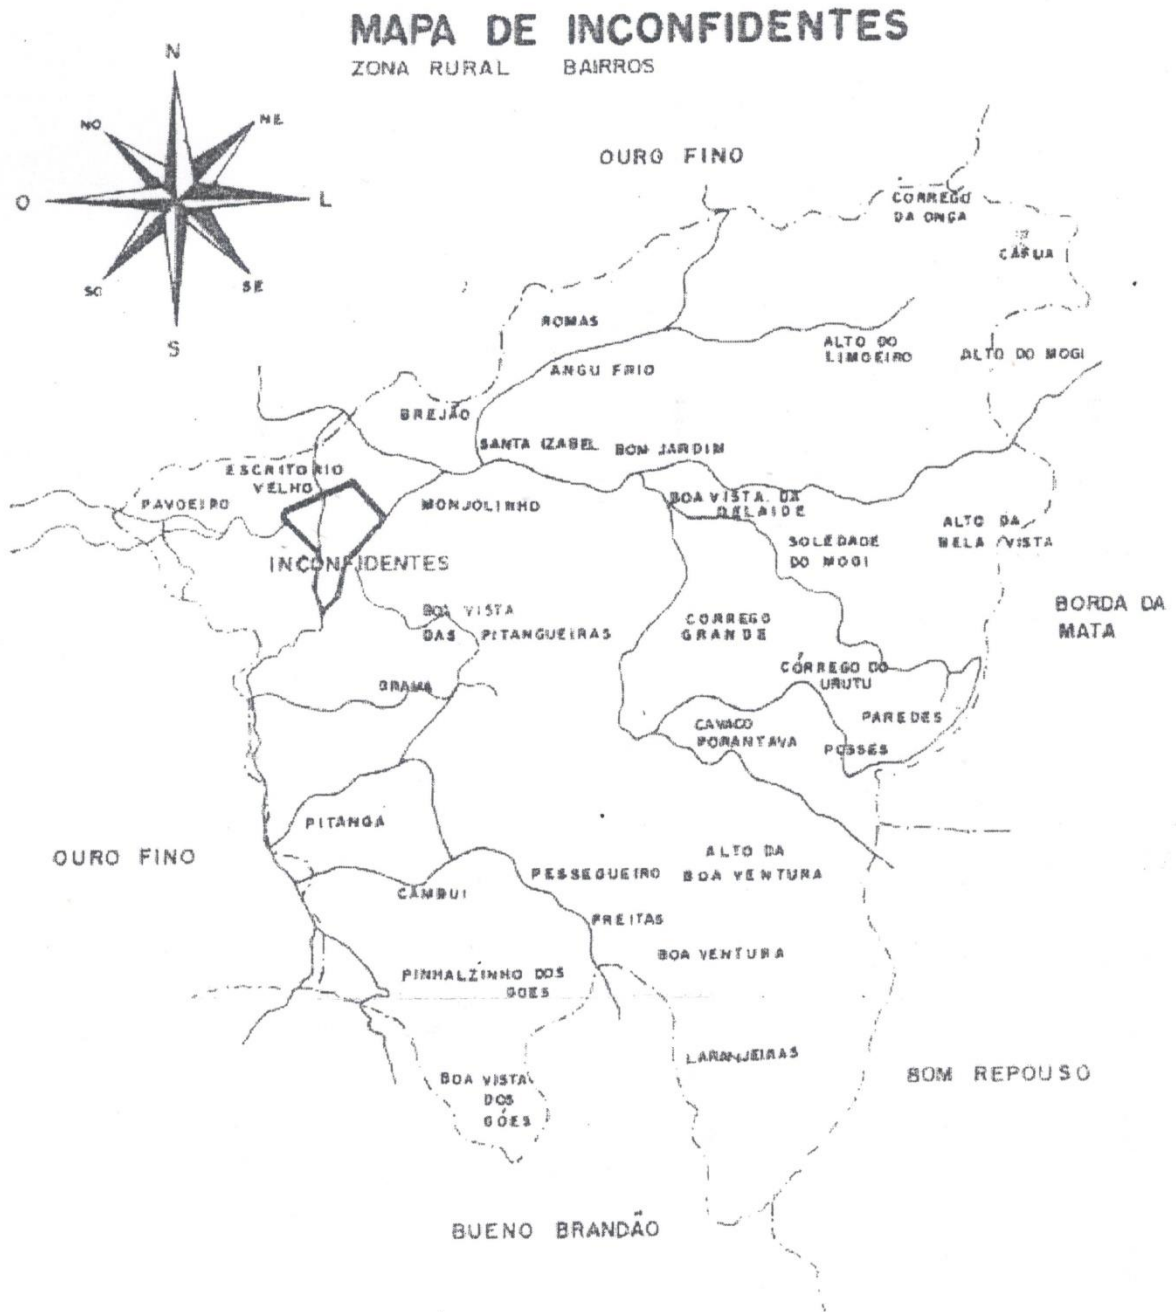 MAPA DE INCONFIDENTES
ZONA RURAL BAIRROS
N
NO
NE
O
L
SO
SE
S
OURO FINO
CORREGO
DA ONÇA
CAFUA
ROMAS
ALTO DO
LIMOEIRO
ALTO DO MOGI
ANGU FRIO
BREJÃO
SANTA IZABEL
BOM JARDIM
ESCRITORIO
VELHO
PAVOEIRO
MONJOLINHO
BOA VISTA DA
DELAIDE
ALTO DA
BELA VISTA
SOLEDADE
DO MOGI
INCONFIDENTES
BOA VISTA
DAS PITANGUEIRAS
CORREGO
GRANDE
BORDA DA
MATA
CÓRREGO DO
URUTU
BRAMA
PAREDES
CAVACO
PORANTAVA
POSSES
PITANGA
OURO FINO
ALTO DA
BOA VENTURA
PESSEGUEIRO
CAMBUI
FREITAS
BOA VENTURA
PINHALZINHO DOS
GOES
LARANJEIRAS
BOM REPOUSO
BOA VISTA
DOS
GÓES
BUENO BRANDÃO